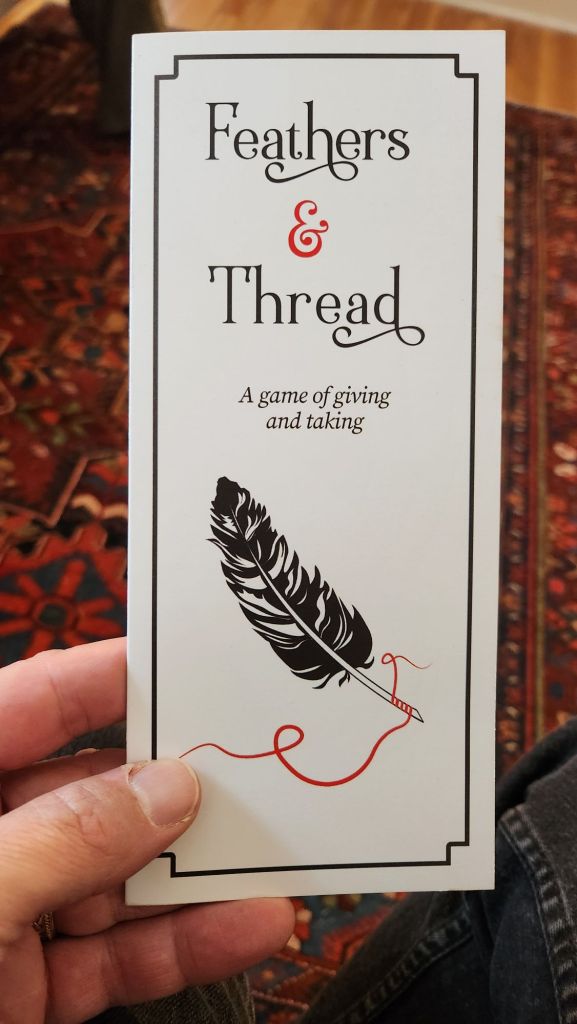 Feathers
&
Thread
A game of giving
and taking